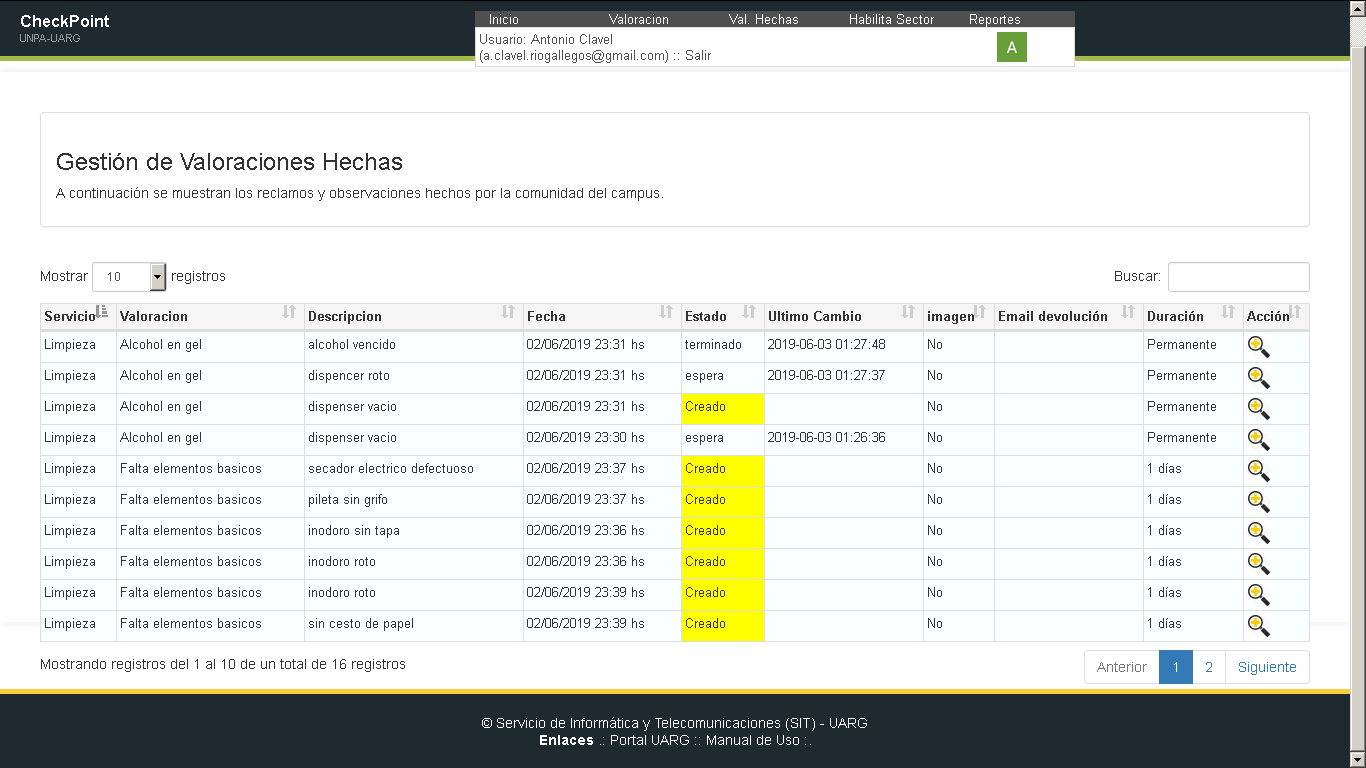 CheckPoint
UNPA-UARG
Inicio Valoracion Val. Hechas Habilita Sector Reportes
Usuario: Antonio Clavel
(a.clavel.riogallegos@gmail.com) :: Salir
A
Gestión de Valoraciones Hechas
A continuación se muestran los reclamos y observaciones hechos por la comunidad del campus.
Mostrar 10 registros Buscar:
Servicio Valoracion Descripcion Fecha Estado Ultimo Cambio imagen Email devolución Duración Acción
Limpieza Alcohol en gel alcohol vencido 02/06/2019 23:31 hs terminado 2019-06-03 01:27:48 No Permanente
Limpieza Alcohol en gel dispencer roto 02/06/2019 23:31 hs espera 2019-06-03 01:27:37 No Permanente
Limpieza Alcohol en gel dispenser vacio 02/06/2019 23:31 hs Creado No Permanente
Limpieza Alcohol en gel dispenser vacio 02/06/2019 23:30 hs espera 2019-06-03 01:26:36 No Permanente
Limpieza Falta elementos basicos secador electrico defectuoso 02/06/2019 23:37 hs Creado No 1 días
Limpieza Falta elementos basicos pileta sin grifo 02/06/2019 23:37 hs Creado No 1 días
Limpieza Falta elementos basicos inodoro sin tapa 02/06/2019 23:36 hs Creado No 1 días
Limpieza Falta elementos basicos inodoro roto 02/06/2019 23:36 hs Creado No 1 días
Limpieza Falta elementos basicos inodoro roto 02/06/2019 23:39 hs Creado No 1 días
Limpieza Falta elementos basicos sin cesto de papel 02/06/2019 23:39 hs Creado No 1 días
Mostrando registros del 1 al 10 de un total de 16 registros Anterior 1 2 Siguiente
© Servicio de Informática y Telecomunicaciones (SIT) - UARG
Enlaces .: Portal UARG :: Manual de Uso :.